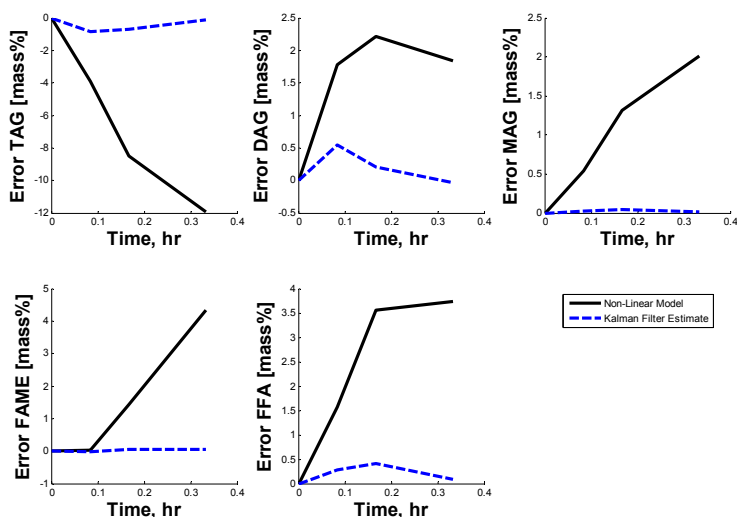 Error TAG [mass%]
0
-2
-4
-6
-8
-10
-12
0 0.1 0.2 0.3 0.4
Time, hr
Error DAG [mass%]
2.5
2
1.5
1
0.5
0
-0.5
0 0.1 0.2 0.3 0.4
Time, hr
Error MAG [mass%]
2.5
2
1.5
1
0.5
0
0 0.1 0.2 0.3 0.4
Time, hr
Error FAME [mass%]
5
4
3
2
1
0
-1
0 0.1 0.2 0.3 0.4
Time, hr
Error FFA [mass%]
4
3.5
3
2.5
2
1.5
1
0.5
0
0 0.1 0.2 0.3 0.4
Time, hr
Non-Linear Model
Kalman Filter Estimate